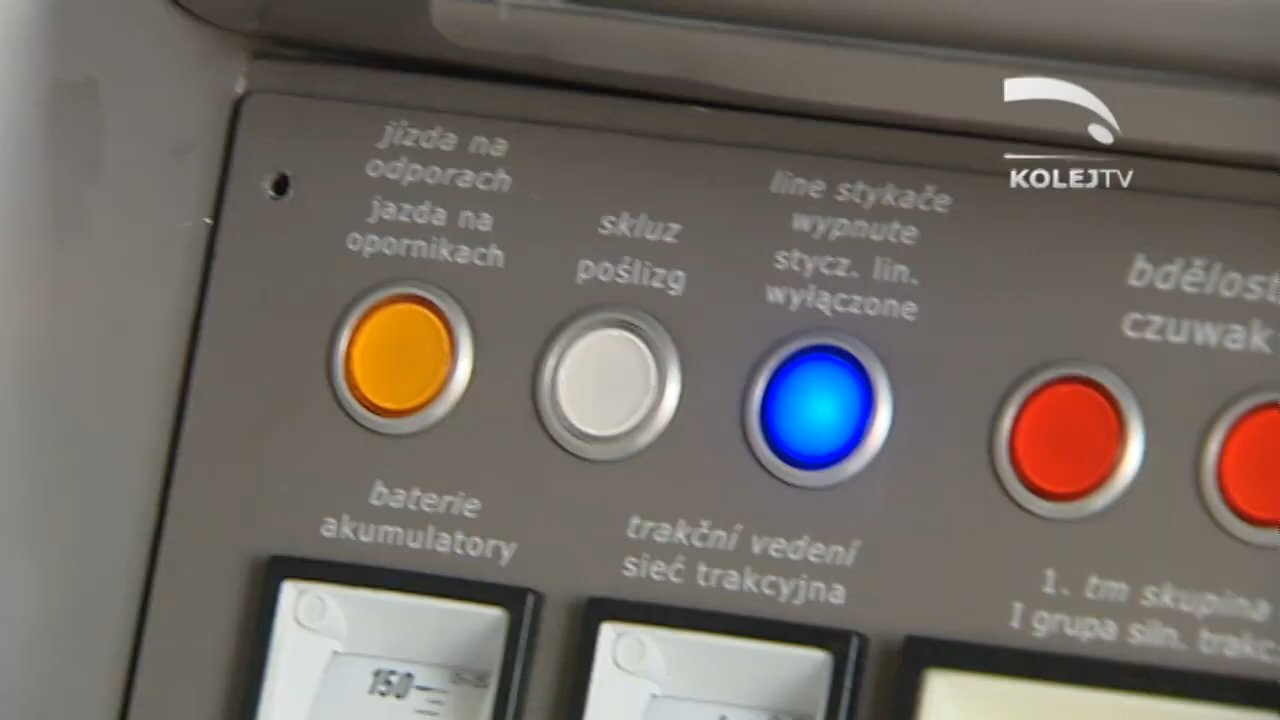 jízda na
odporach
jazda na
opornikach
skluz
poślizg
line stykače
wypnute
stycz. lin.
wyłączone
KOLEJTV
bdělost
czuwak
baterie
akumulatory
trakční vedení
sieć trakcyjna
1. tm skupina
I grupa siln. trakc.
150